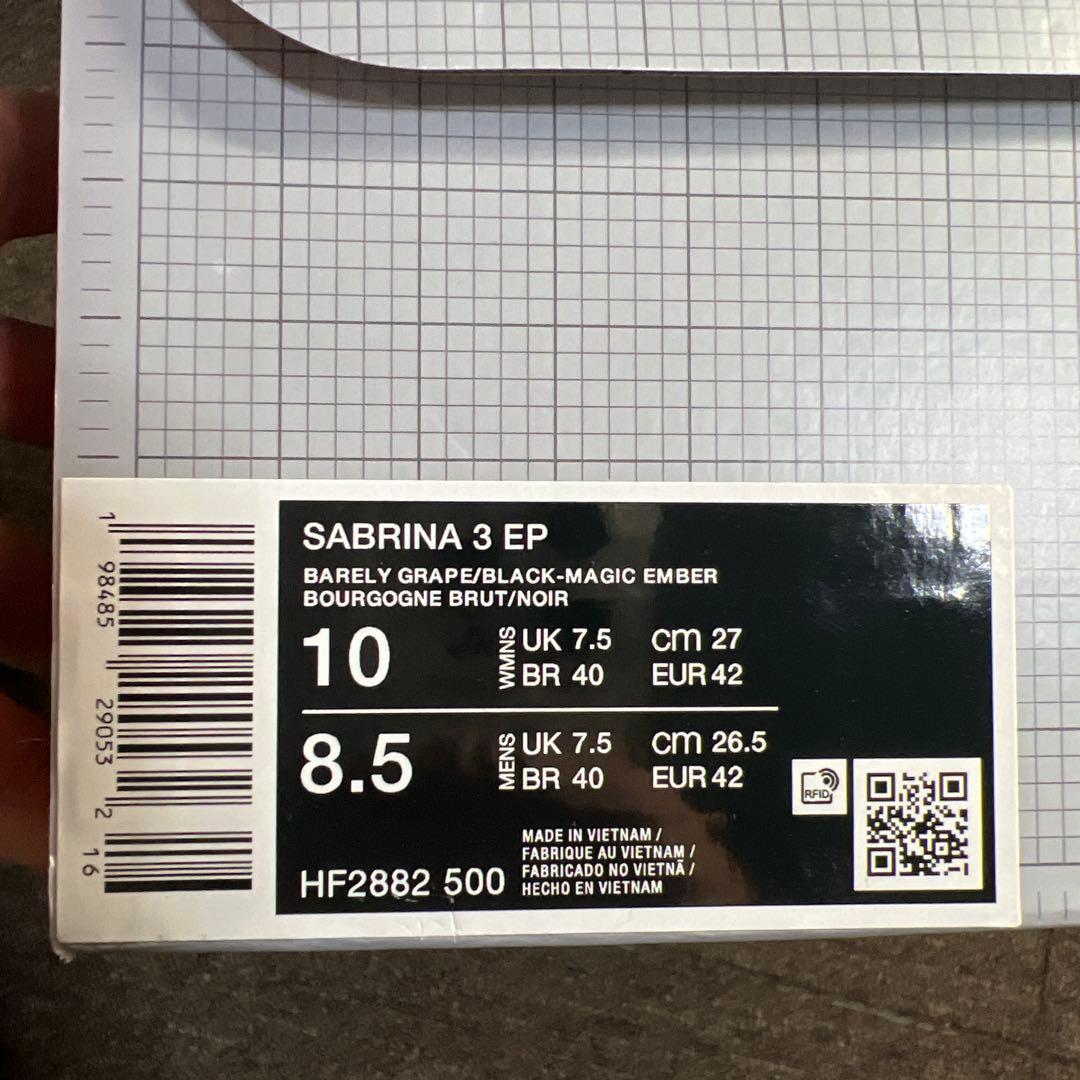 SABRINA 3 EP
BARELY GRAPE/BLACK-MAGIC EMBER
BOURGOGNE BRUT/NOIR
10 WMNS UK 7.5 cm 27
BR 40 EUR 42
8.5 MENS UK 7.5 cm 26.5
BR 40 EUR 42
RFID
MADE IN VIETNAM /
FABRIQUE AU VIETNAM /
FABRICADO NO VIETNÃ /
HECHO EN VIETNAM
HF2882 500
1 98485 29053 2 16